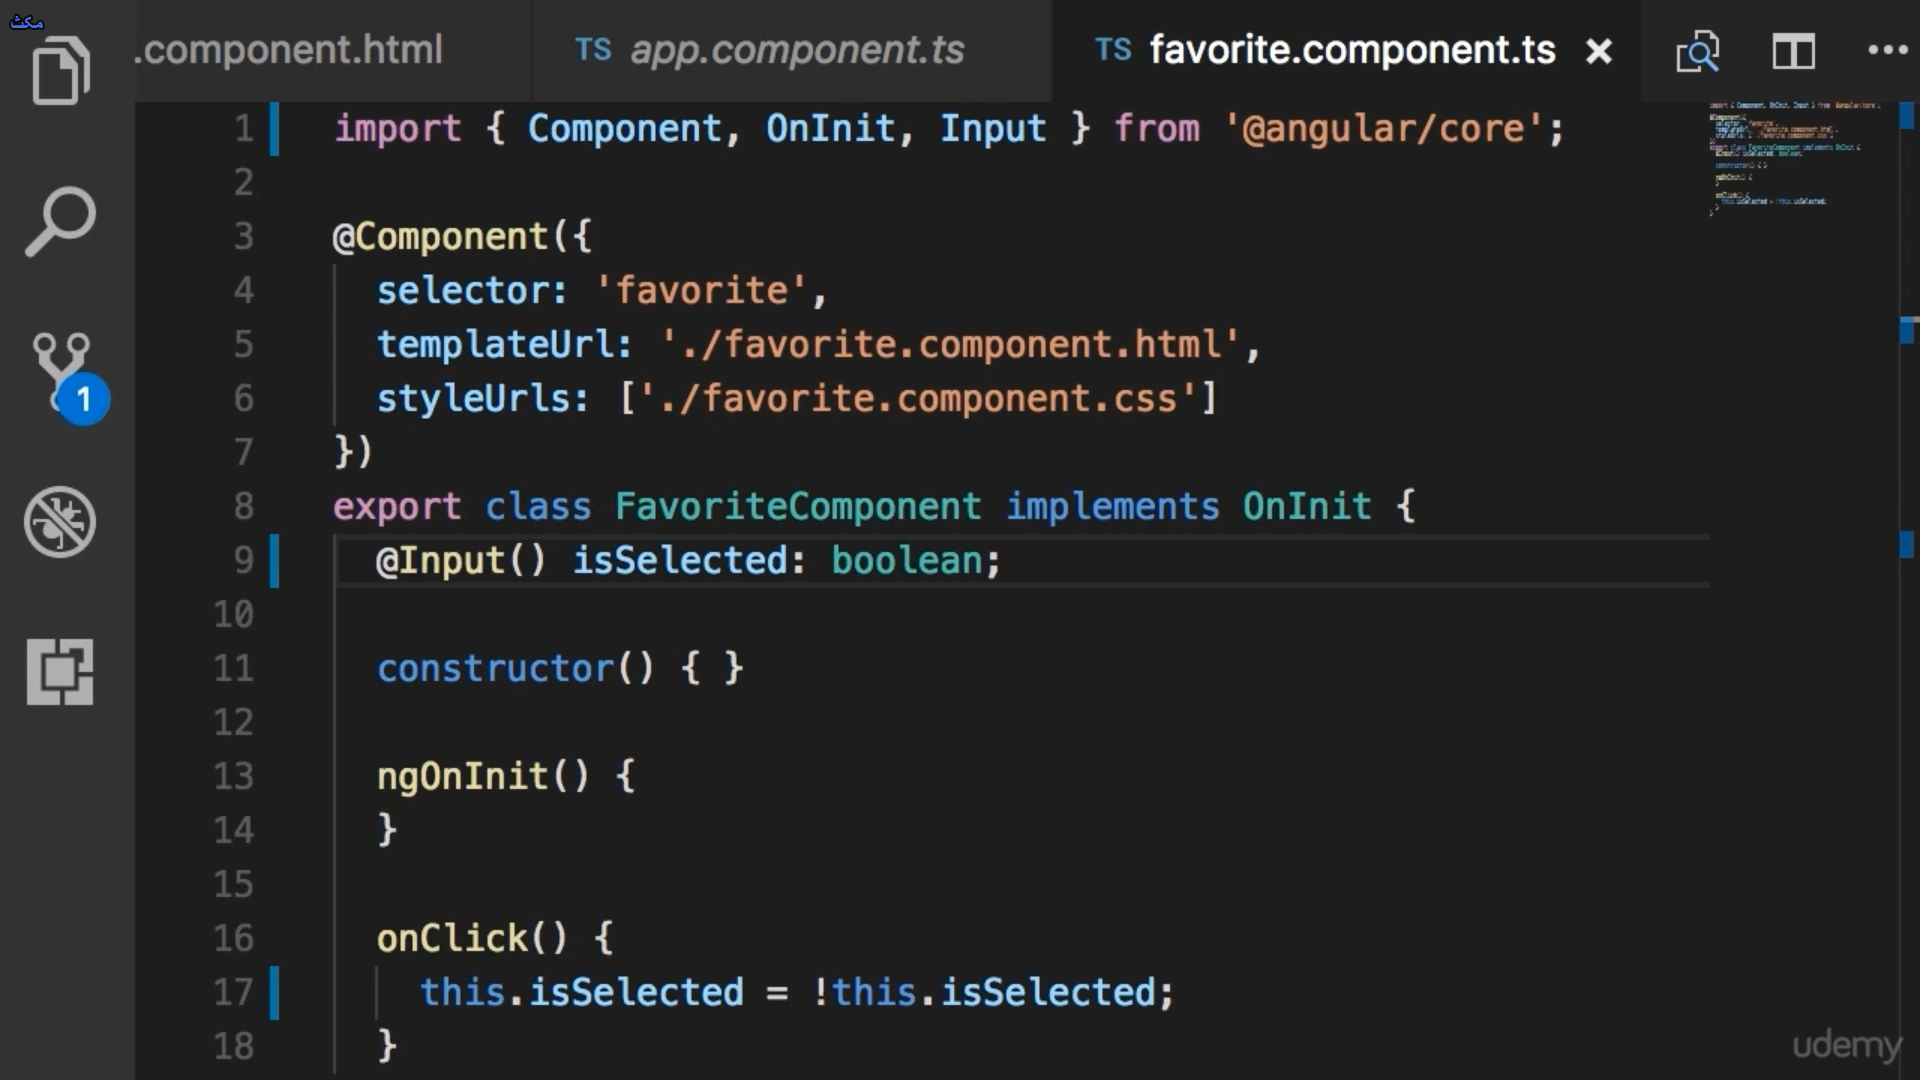 مكث
.component.html TS app.component.ts TS favorite.component.ts
1 import { Component, OnInit, Input } from '@angular/core';
2
3 @Component({
4 selector: 'favorite',
5 templateUrl: './favorite.component.html',
6 styleUrls: ['./favorite.component.css']
7 })
8 export class FavoriteComponent implements OnInit {
9 @Input() isSelected: boolean;
10
11 constructor() { }
12
13 ngOnInit() {
14 }
15
16 onClick() {
17 this.isSelected = !this.isSelected;
18 }
1
udemy